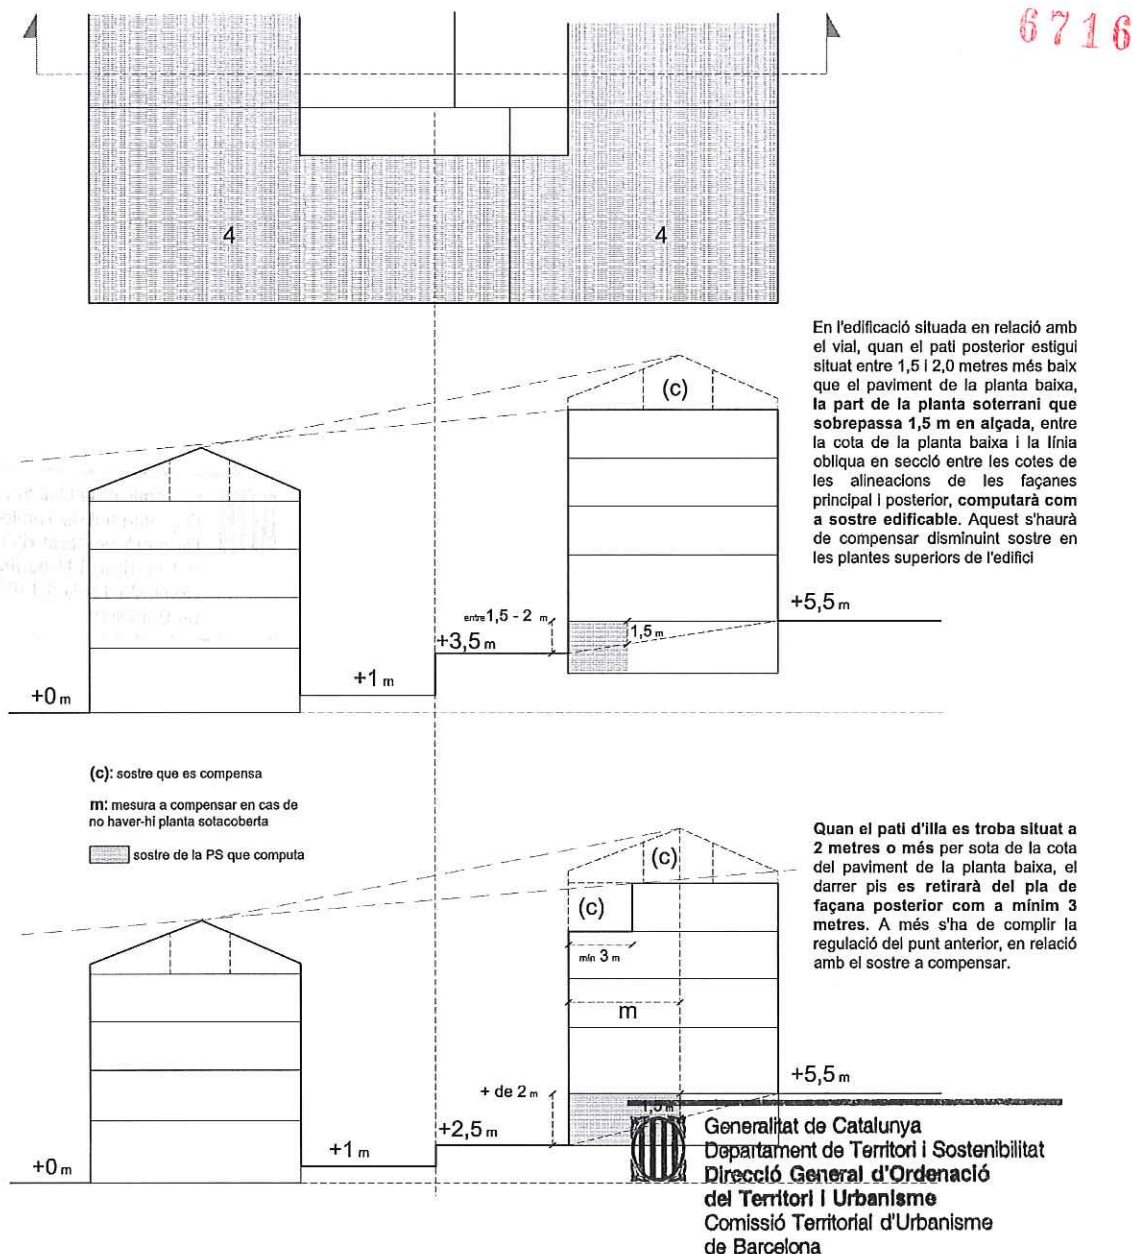 6716
4
4
En l'edificació situada en relació amb
el vial, quan el pati posterior estigui
situat entre 1,5 i 2,0 metres més baix
que el paviment de la planta baixa,
la part de la planta soterrani que
sobrepassa 1,5 m en alçada, entre
la cota de la planta baixa i la línia
obliqua en secció entre les cotes de
les alineacions de les façanes
principal i posterior, computarà com
a sostre edificable. Aquest s'haurà
de compensar disminuint sostre en
les plantes superiors de l'edifici
(c)
entre 1,5 - 2 m
1,5 m
+5,5 m
+3,5 m
+1 m
+0 m
(c): sostre que es compensa
m: mesura a compensar en cas de
no haver-hi planta sotacoberta
sostre de la PS que computa
Quan el pati d'illa es troba situat a
2 metres o més per sota de la cota
del paviment de la planta baixa, el
darrer pis es retirarà del pla de
façana posterior com a mínim 3
metres. A més s'ha de complir la
regulació del punt anterior, en relació
amb el sostre a compensar.
(c)
(c)
mín 3 m
m
+ de 2 m
1,5 m
+5,5 m
+2,5 m
+1 m
+0 m
Generalitat de Catalunya
Departament de Territori i Sostenibilitat
Direcció General d'Ordenació
del Territori i Urbanisme
Comissió Territorial d'Urbanisme
de Barcelona